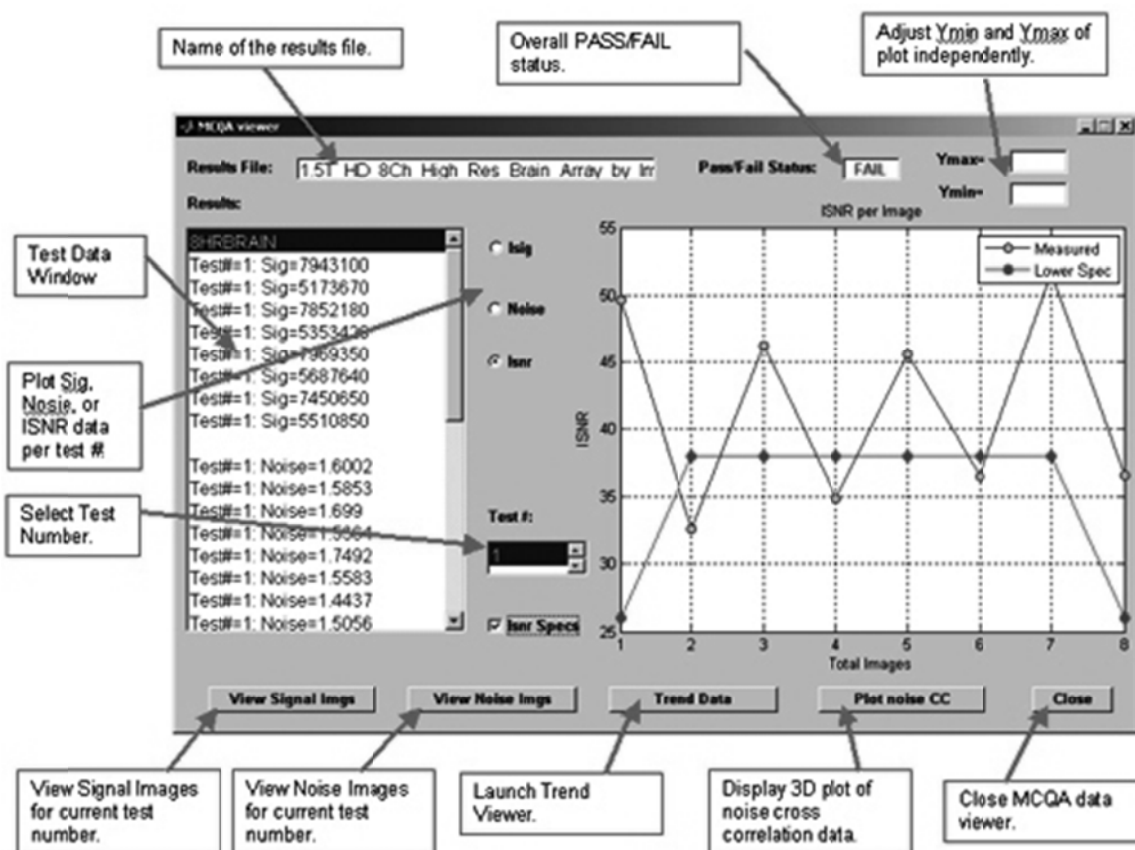 Name of the results file.
Overall PASS/FAIL
status.
Adjust Ymin and Ymax of
plot independently.
MCQA viewer
Results File:
1.5T HD 8Ch High Res Brain Array by Im
Pass/Fail Status:
FAIL
Ymax=
Ymin=
Results:
ISNR per Image
8HRBRAIN
Test#=1: Sig=7943100
Test#=1: Sig=5173670
Test#=1: Sig=7852180
Test#=1: Sig=5353420
Test#=1: Sig=7969350
Test#=1: Sig=5687640
Test#=1: Sig=7450650
Test#=1: Sig=5510850
Test#=1: Noise=1.6002
Test#=1: Noise=1.5853
Test#=1: Noise=1.699
Test#=1: Noise=1.5364
Test#=1: Noise=1.7492
Test#=1: Noise=1.5583
Test#=1: Noise=1.4437
Test#=1: Noise=1.5056
Isig
Noise
Isnr
Test #:
1
Isnr Specs
Measured
Lower Spec
55
50
45
40
35
30
25
ISNR
1 2 3 4 5 6 7 8
Total Images
Test Data
Window
Plot Sig,
Nosie, or
ISNR data
per test #.
Select Test
Number.
View Signal Imgs
View Noise Imgs
Trend Data
Plot noise CC
Close
View Signal Images
for current test
number.
View Noise Images
for current test
number.
Launch Trend
Viewer.
Display 3D plot of
noise cross
correlation data.
Close MCQA data
viewer.